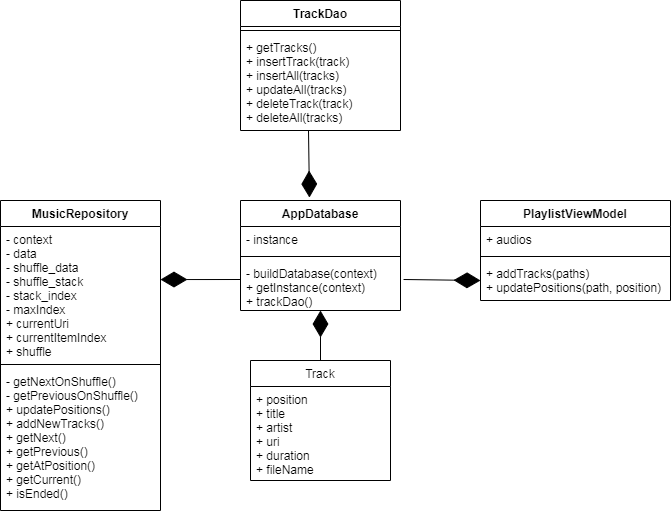 TrackDao
+ getTracks()
+ insertTrack(track)
+ insertAll(tracks)
+ updateAll(tracks)
+ deleteTrack(track)
+ deleteAll(tracks)
MusicRepository
- context
- data
- shuffle_data
- shuffle_stack
- stack_index
- maxIndex
+ currentUri
+ currentItemIndex
+ shuffle
- getNextOnShuffle()
- getPreviousOnShuffle()
+ updatePositions()
+ addNewTracks()
+ getNext()
+ getPrevious()
+ getAtPosition()
+ getCurrent()
+ isEnded()
AppDatabase
- instance
- buildDatabase(context)
+ getInstance(context)
+ trackDao()
PlaylistViewModel
+ audios
+ addTracks(paths)
+ updatePositions(path, position)
Track
+ position
+ title
+ artist
+ uri
+ duration
+ fileName